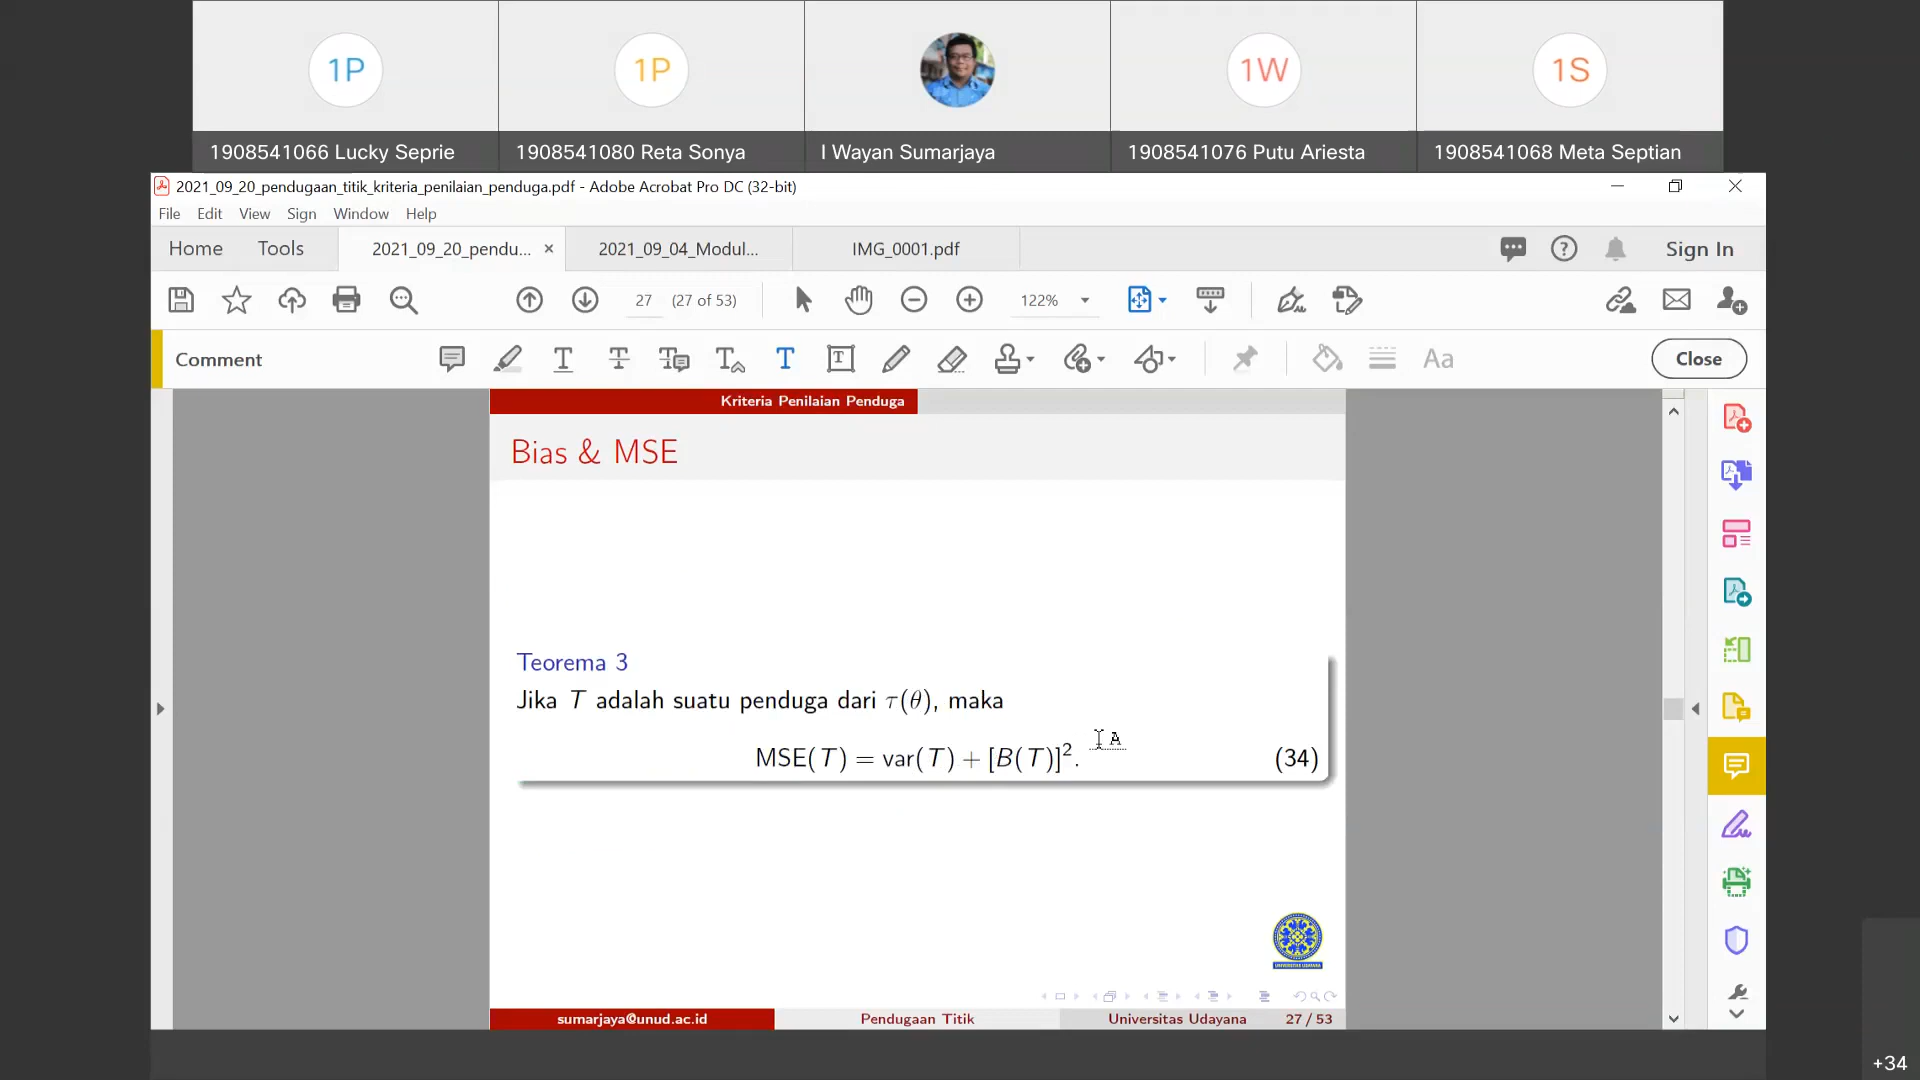 1P
1P
1W
1S
1908541066 Lucky Seprie
1908541080 Reta Sonya
I Wayan Sumarjaya
1908541076 Putu Ariesta
1908541068 Meta Septian
2021_09_20_pendugaan_titik_kriteria_penilaian_penduga.pdf - Adobe Acrobat Pro DC (32-bit)
File Edit View Sign Window Help
Home Tools 2021_09_20_pendu... × 2021_09_04_Modul... IMG_0001.pdf Sign In
27 (27 of 53) 122%
Comment Aa Close
Kriteria Penilaian Penduga
Bias & MSE
Teorema 3
Jika T adalah suatu penduga dari τ(θ), maka
MSE(T) = var(T) + [B(T)]². (34)
UNIVERSITAS UDAYANA
sumarjaya@unud.ac.id Pendugaan Titik Universitas Udayana 27 / 53
+34